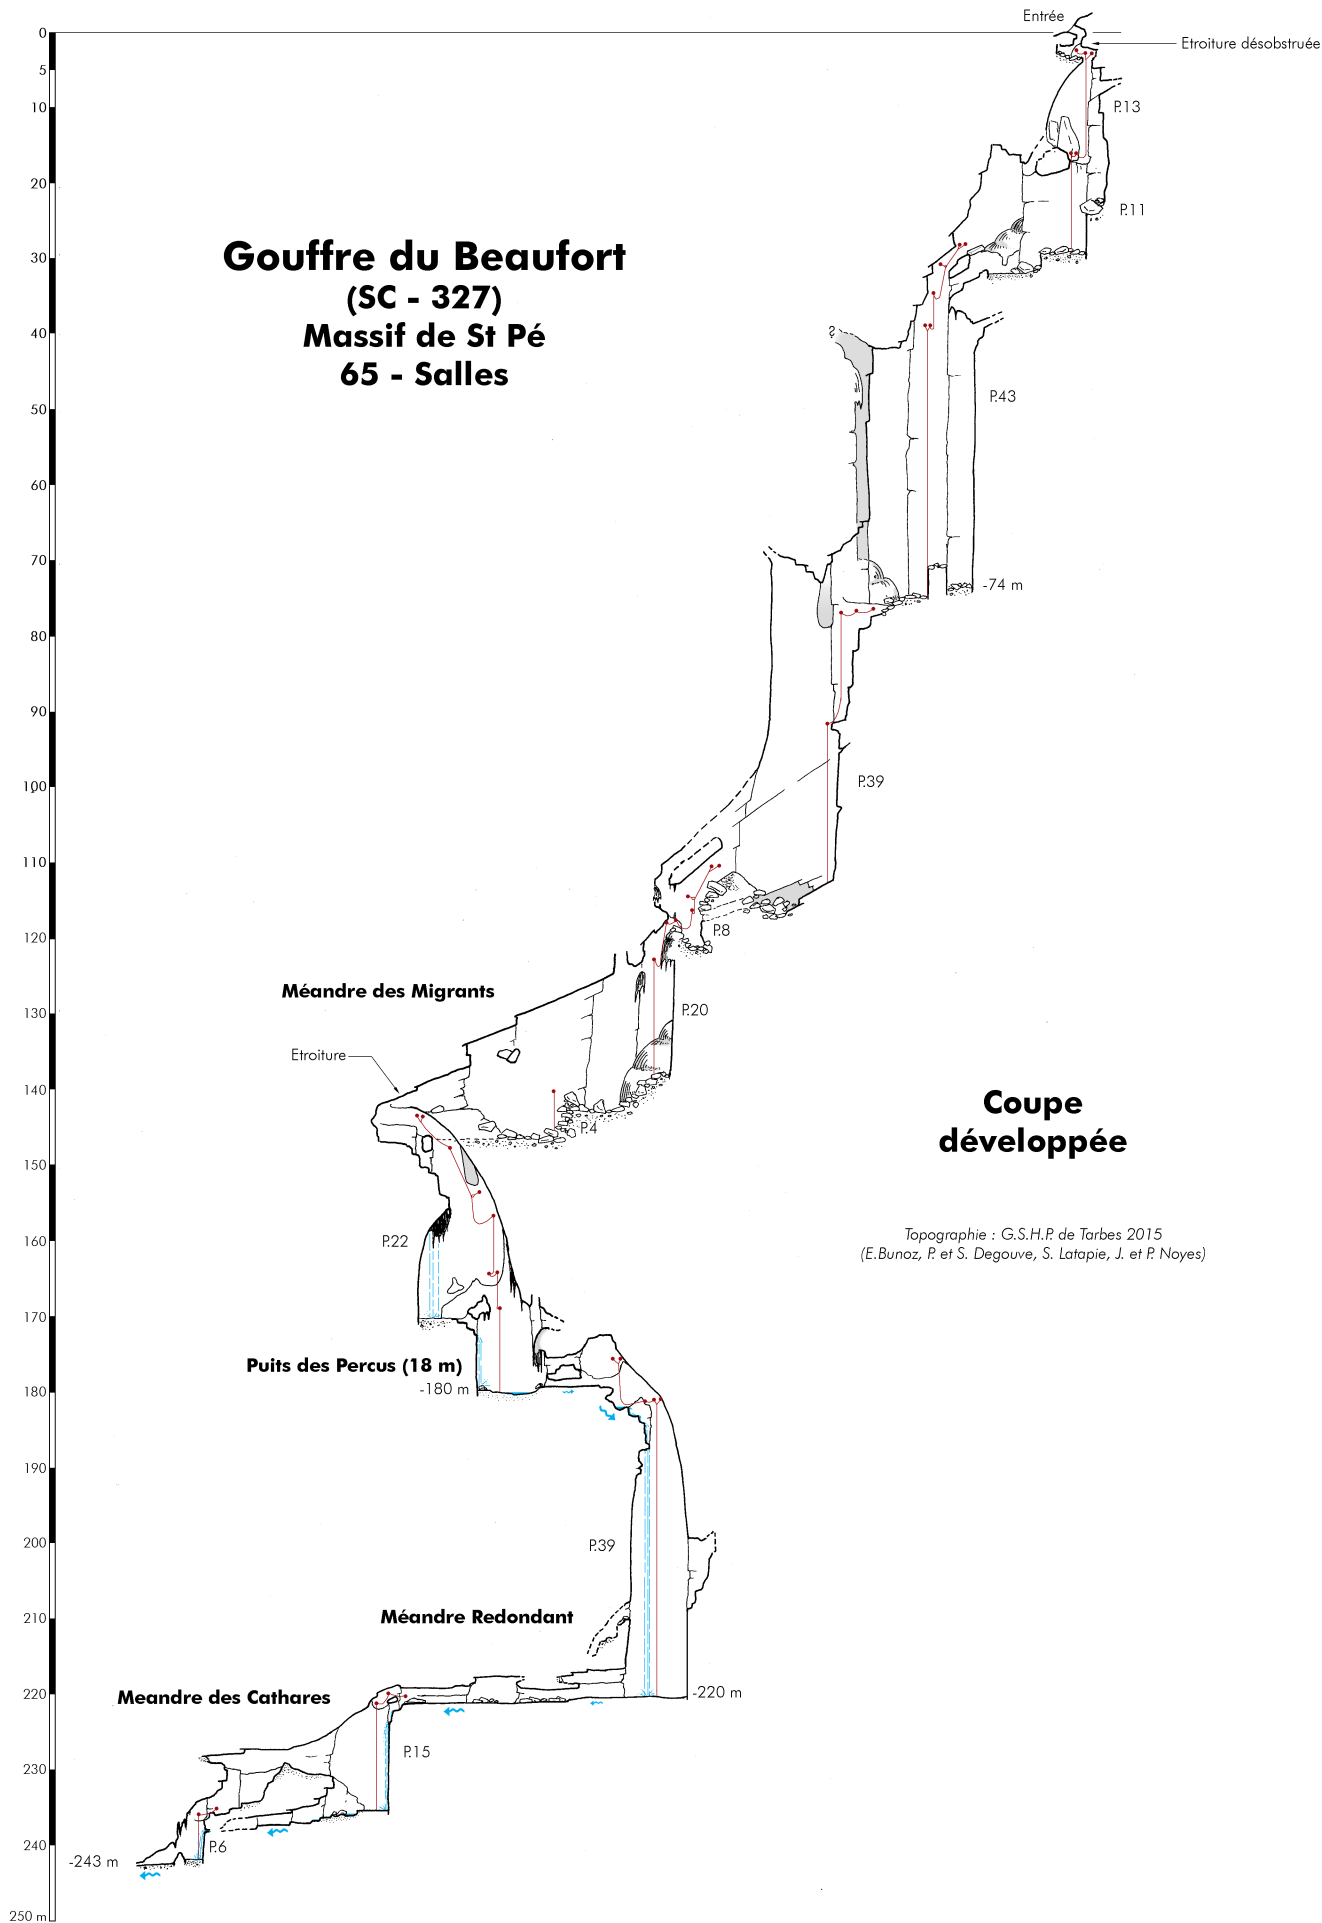 Entrée
0
Etroiture désobstruée
5
10
P.13
20
P.11
Gouffre du Beaufort
(SC - 327)
Massif de St Pé
65 - Salles
30
40
?
P.43
50
60
70
-74 m
80
90
100
P.39
110
120
P.8
Méandre des Migrants
130
P.20
Etroiture
140
P.4
Coupe
développée
150
160
P.22
Topographie : G.S.H.P. de Tarbes 2015
(E.Bunoz, P. et S. Degouve, S. Latapie, J. et P. Noyes)
170
Puits des Percus (18 m)
180
-180 m
190
200
P.39
210
Méandre Redondant
220
Meandre des Cathares
-220 m
230
P.15
240
P.6
-243 m
250 m